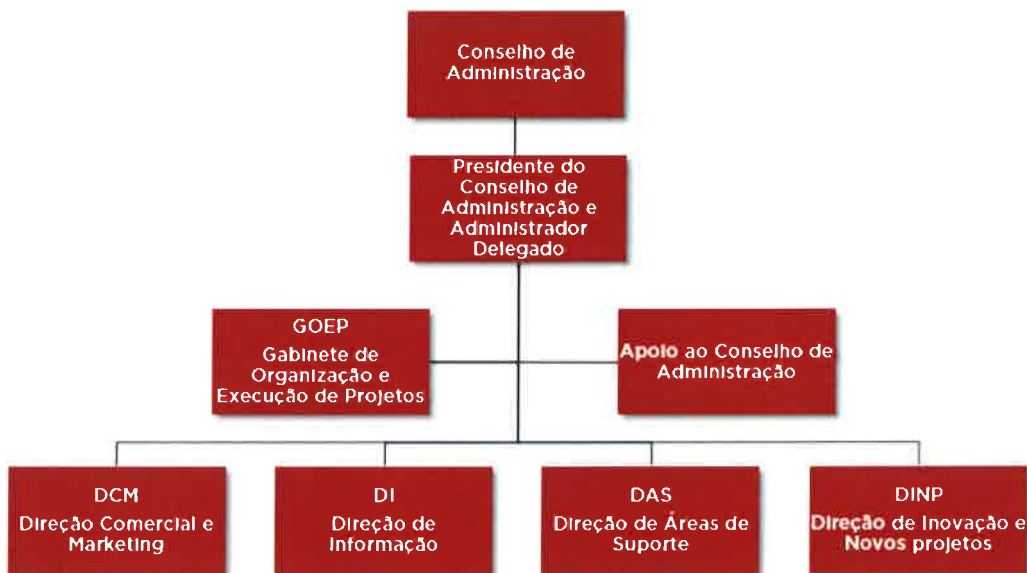 Conselho de
Administração
Presidente do
Conselho de
Administração e
Administrador
Delegado
GOEP
Gabinete de
Organização e
Execução de Projetos
Apoio ao Conselho de
Administração
DCM
Direção Comercial e
Marketing
DI
Direção de
Informação
DAS
Direção de Áreas de
Suporte
DINP
Direção de Inovação e
Novos projetos